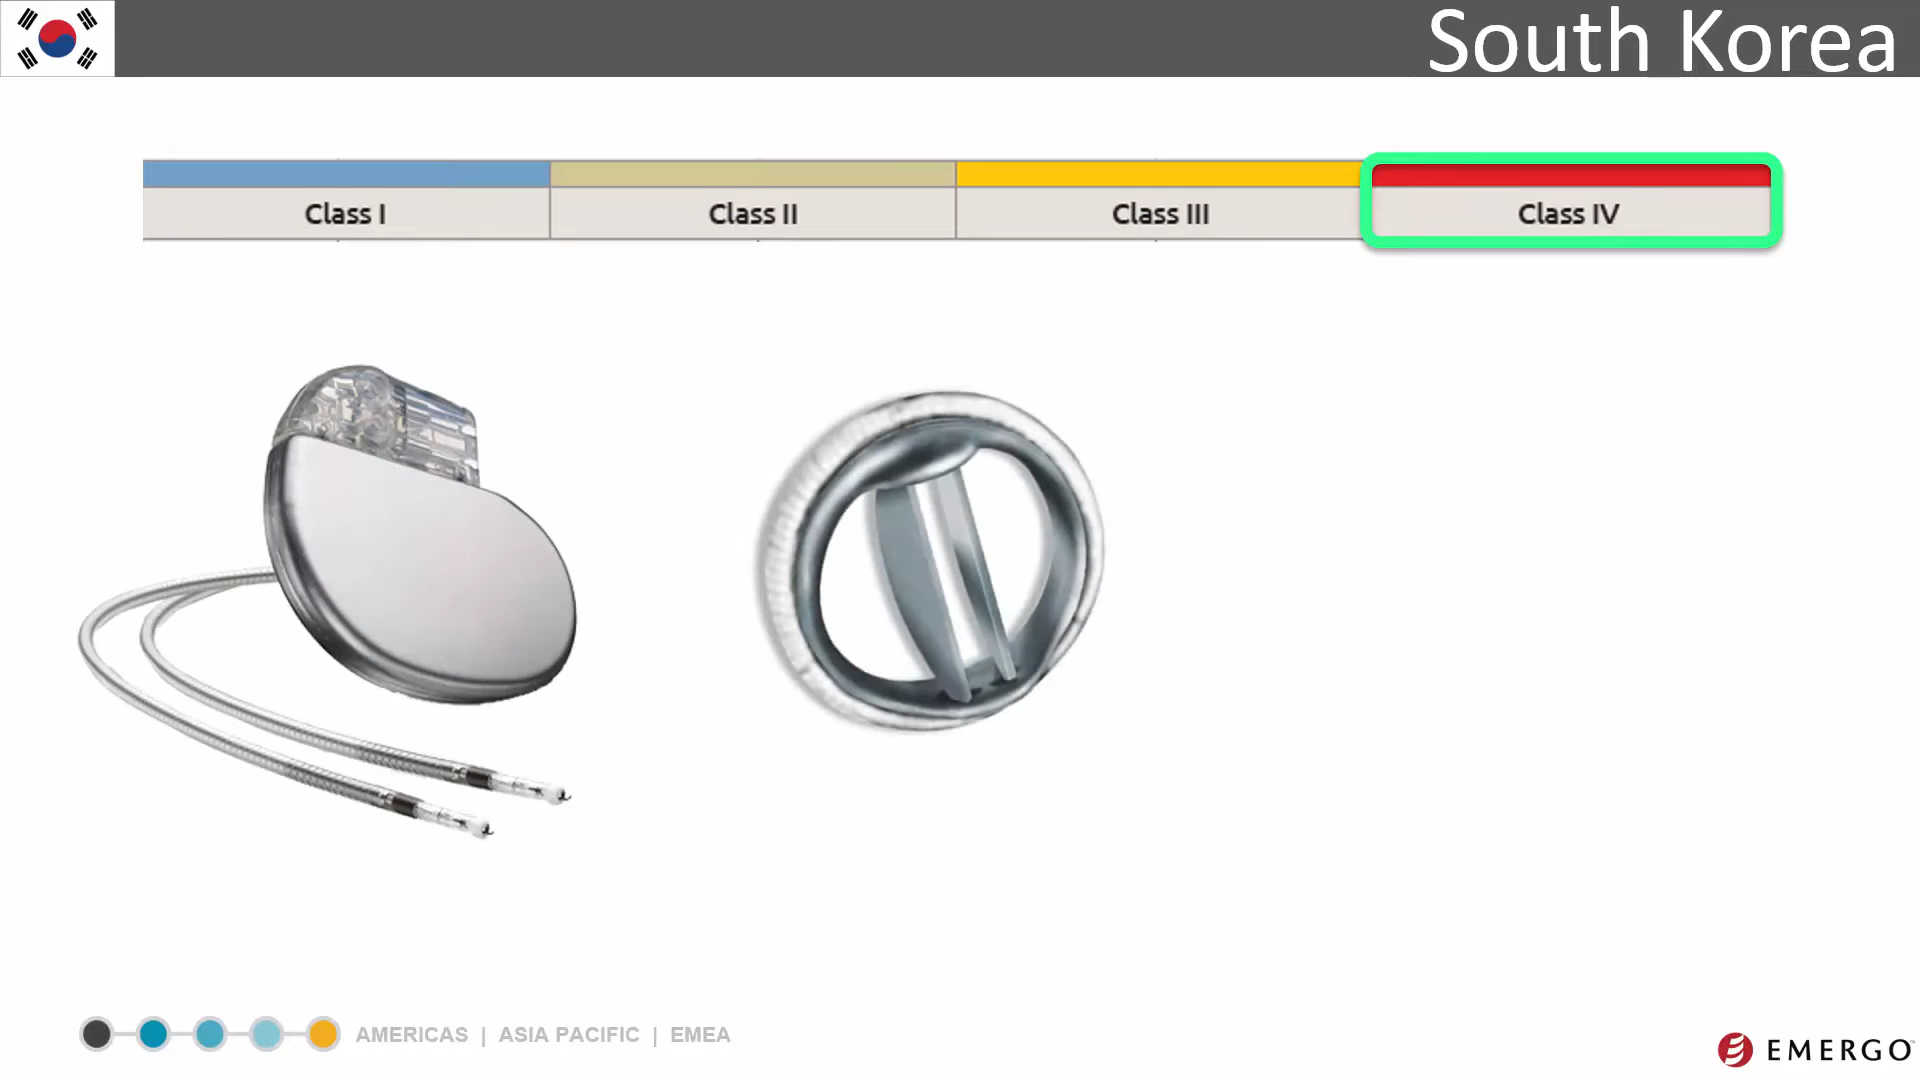 South Korea
Class I
Class II
Class III
Class IV
AMERICAS | ASIA PACIFIC | EMEA
EMERGO